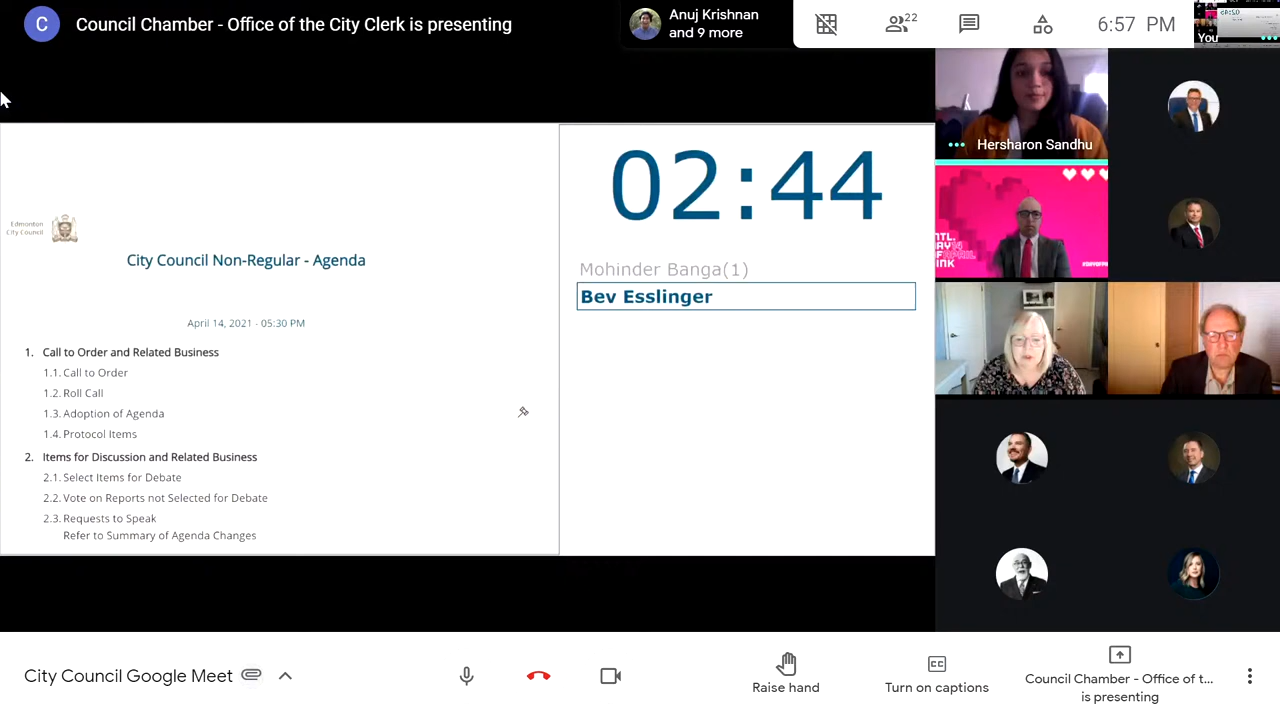 C
Council Chamber - Office of the City Clerk is presenting
Anuj Krishnan
and 9 more
22
6:57 PM
You
Hersharon Sandhu
02:44
Edmonton
City Council
City Council Non-Regular - Agenda
Mohinder Banga(1)
Bev Esslinger
April 14, 2021 - 05:30 PM
1. Call to Order and Related Business
1.1. Call to Order
1.2. Roll Call
1.3. Adoption of Agenda
1.4. Protocol Items
2. Items for Discussion and Related Business
2.1. Select Items for Debate
2.2. Vote on Reports not Selected for Debate
2.3. Requests to Speak
Refer to Summary of Agenda Changes
City Council Google Meet
Raise hand
CC
Turn on captions
Council Chamber - Office of t...
is presenting